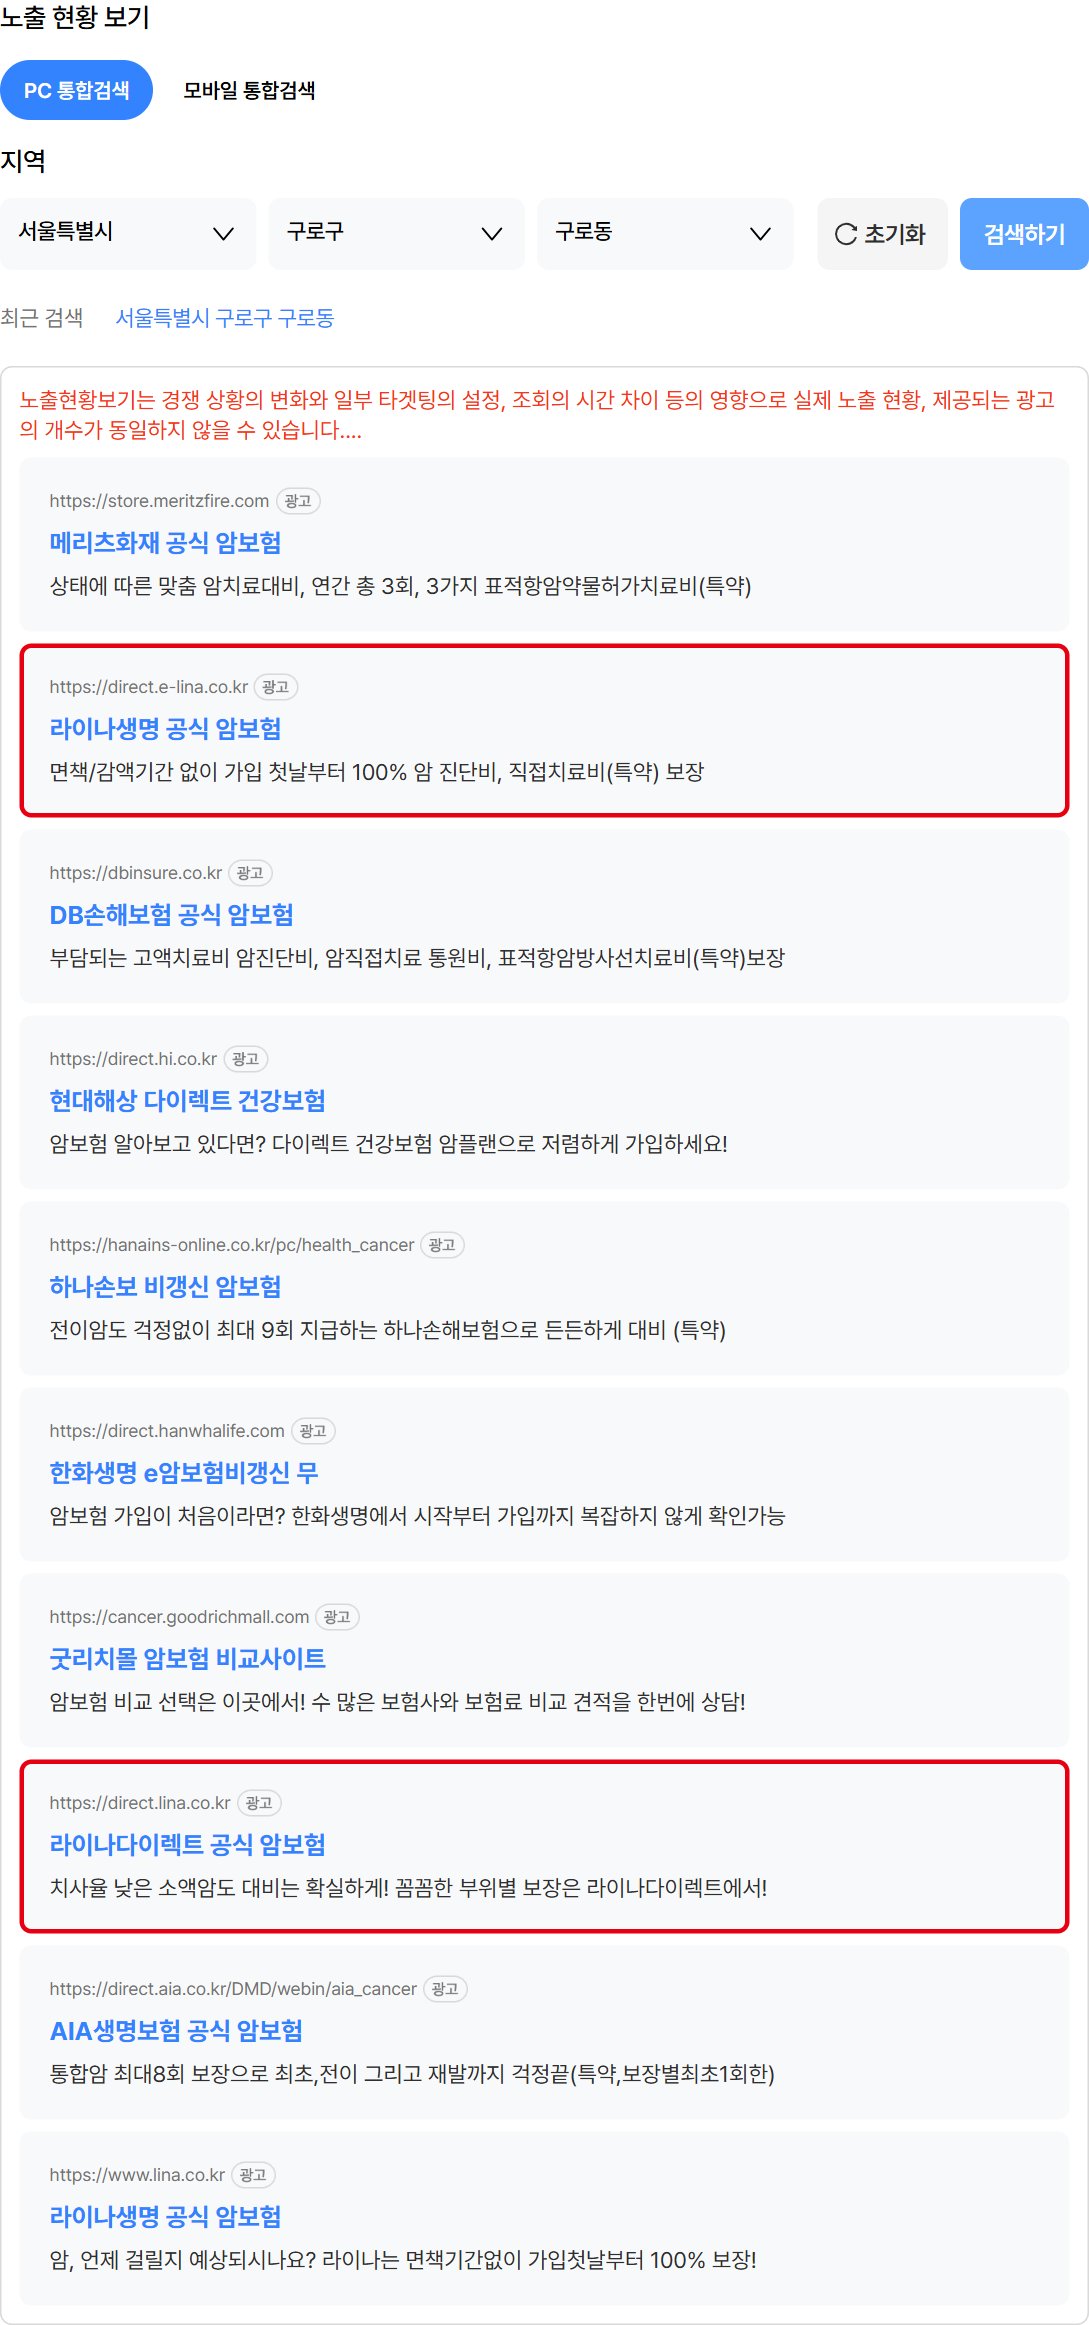 노출 현황 보기
PC 통합검색 모바일 통합검색
지역
서울특별시 구로구 구로동 초기화 검색하기
최근 검색 서울특별시 구로구 구로동
노출현황보기는 경쟁 상황의 변화와 일부 타겟팅의 설정, 조회의 시간 차이 등의 영향으로 실제 노출 현황, 제공되는 광고
의 개수가 동일하지 않을 수 있습니다....
https://store.meritzfire.com 광고
메리츠화재 공식 암보험
상태에 따른 맞춤 암치료대비, 연간 총 3회, 3가지 표적항암약물허가치료비(특약)
https://direct.e-lina.co.kr 광고
라이나생명 공식 암보험
면책/감액기간 없이 가입 첫날부터 100% 암 진단비, 직접치료비(특약) 보장
https://dbinsure.co.kr 광고
DB손해보험 공식 암보험
부담되는 고액치료비 암진단비, 암직접치료 통원비, 표적항암방사선치료비(특약)보장
https://direct.hi.co.kr 광고
현대해상 다이렉트 건강보험
암보험 알아보고 있다면? 다이렉트 건강보험 암플랜으로 저렴하게 가입하세요!
https://hanains-online.co.kr/pc/health_cancer 광고
하나손보 비갱신 암보험
전이암도 걱정없이 최대 9회 지급하는 하나손해보험으로 든든하게 대비 (특약)
https://direct.hanwhalife.com 광고
한화생명 e암보험비갱신 무
암보험 가입이 처음이라면? 한화생명에서 시작부터 가입까지 복잡하지 않게 확인가능
https://cancer.goodrichmall.com 광고
굿리치몰 암보험 비교사이트
암보험 비교 선택은 이곳에서! 수 많은 보험사와 보험료 비교 견적을 한번에 상담!
https://direct.lina.co.kr 광고
라이나다이렉트 공식 암보험
치사율 낮은 소액암도 대비는 확실하게! 꼼꼼한 부위별 보장은 라이나다이렉트에서!
https://direct.aia.co.kr/DMD/webin/aia_cancer 광고
AIA생명보험 공식 암보험
통합암 최대8회 보장으로 최초,전이 그리고 재발까지 걱정끝(특약,보장별최초1회한)
https://www.lina.co.kr 광고
라이나생명 공식 암보험
암, 언제 걸릴지 예상되시나요? 라이나는 면책기간없이 가입첫날부터 100% 보장!